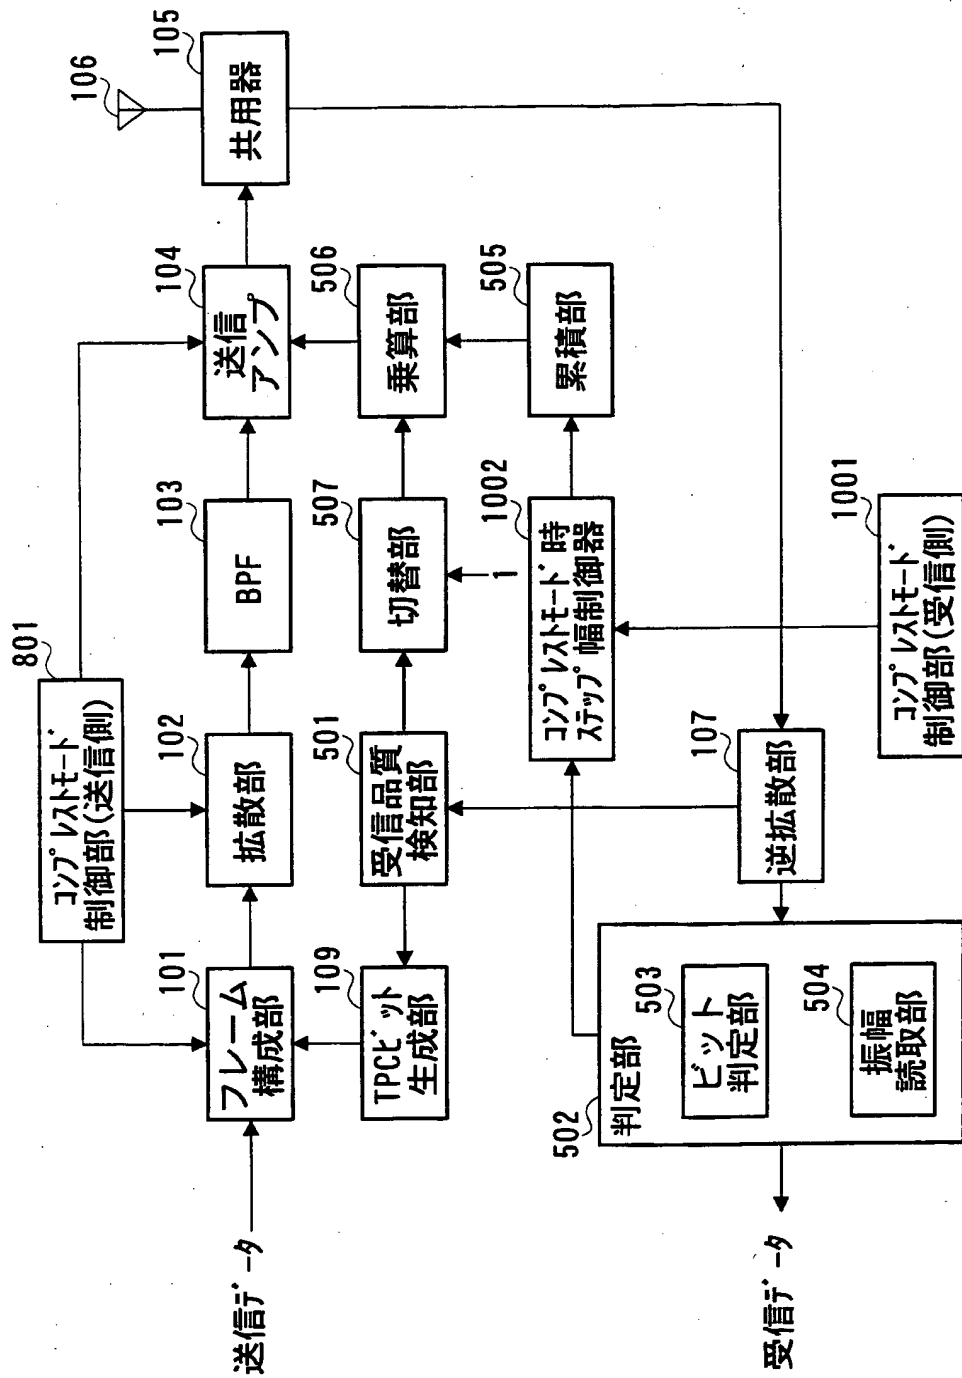 106
105
共用器
801
コンプレストモード
制御部(送信側)
送信データ
101
フレーム
構成部
102
拡散部
103
BPF
104
送信
アンプ
109
TPCビット
生成部
501
受信品質
検知部
507
切替部
506
乗算部
1
1002
コンプレストモード時
ステップ幅制御器
505
累積部
502
判定部
503
ビット
判定部
504
振幅
読取部
107
逆拡散部
1001
コンプレストモード
制御部(受信側)
受信データ